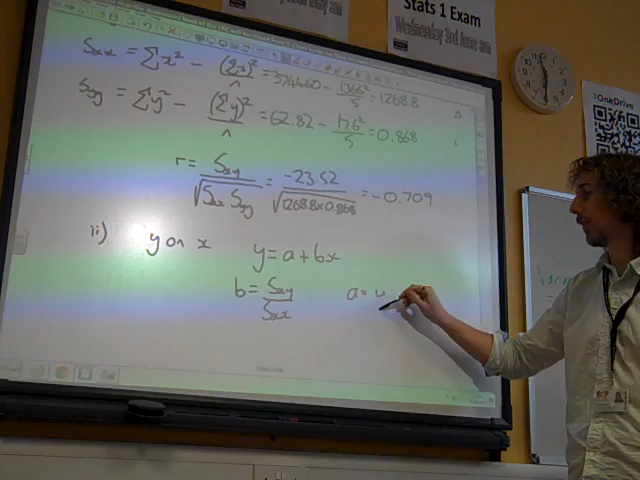 Stats 1 Exam
Wednesday 3rd June am
Sxx = Σx² - (Σx)²/n = 374460 - 1366²/5 = 1268.8
Syy = Σy² - (Σy)²/n = 62.82 - 17.6²/5 = 0.868
r = Sxy/√(Sxx Syy) = -23.52/√(1268.8×0.868) = -0.709
ii) y on x y = a + bx
b = Sxy/Sxx a =
OneDrive